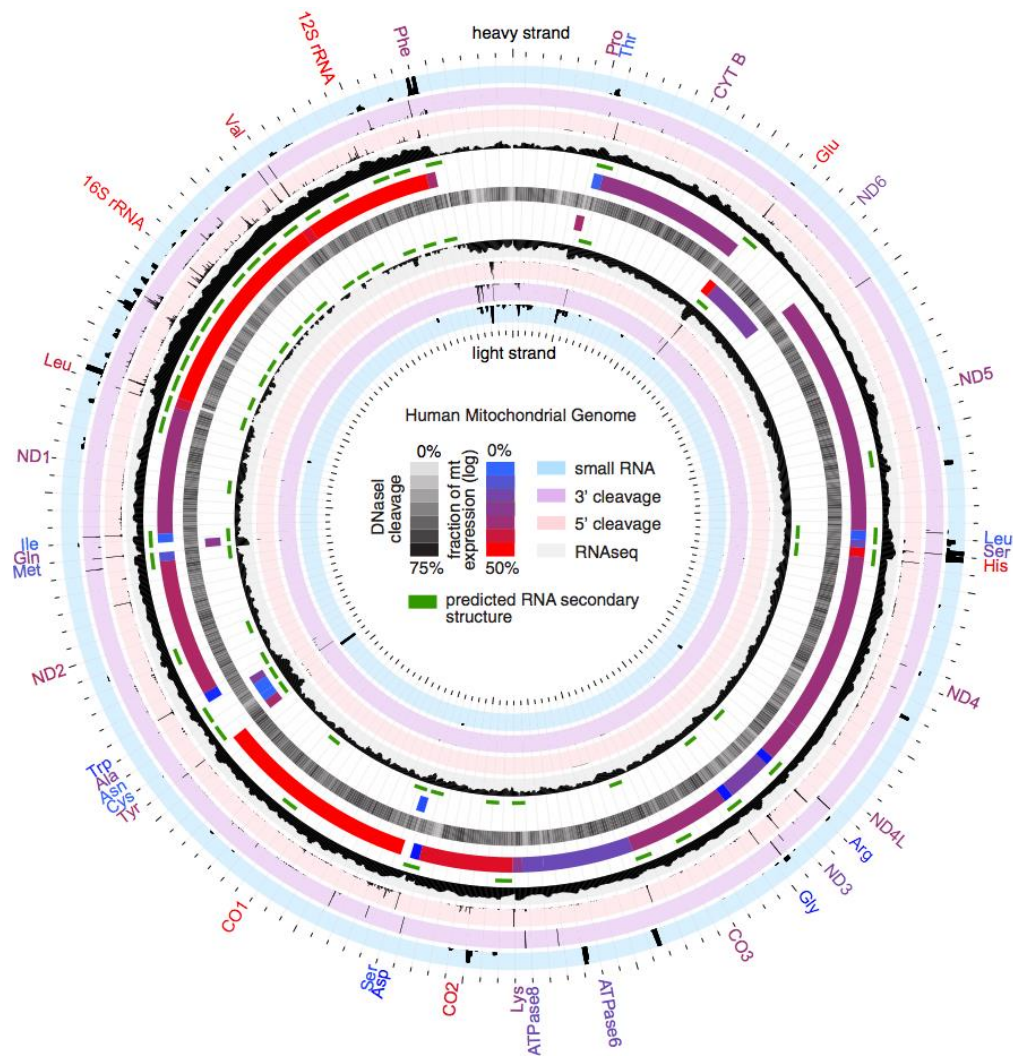 heavy strand
Pro
Thr
CYT B
Glu
ND6
ND5
Leu
Ser
His
ND4
ND4L
Arg
ND3
Gly
CO3
ATPase6
ATPase8
Lys
CO2
Asp
Ser
CO1
Tyr
Cys
Asn
Ala
Trp
ND2
Met
Gln
Ile
ND1
Leu
16S rRNA
Val
12S rRNA
Phe
light strand
Human Mitochondrial Genome
0%
DNaseI
cleavage
75%
0%
fraction of mt
expression (log)
50%
small RNA
3' cleavage
5' cleavage
RNAseq
predicted RNA secondary
structure